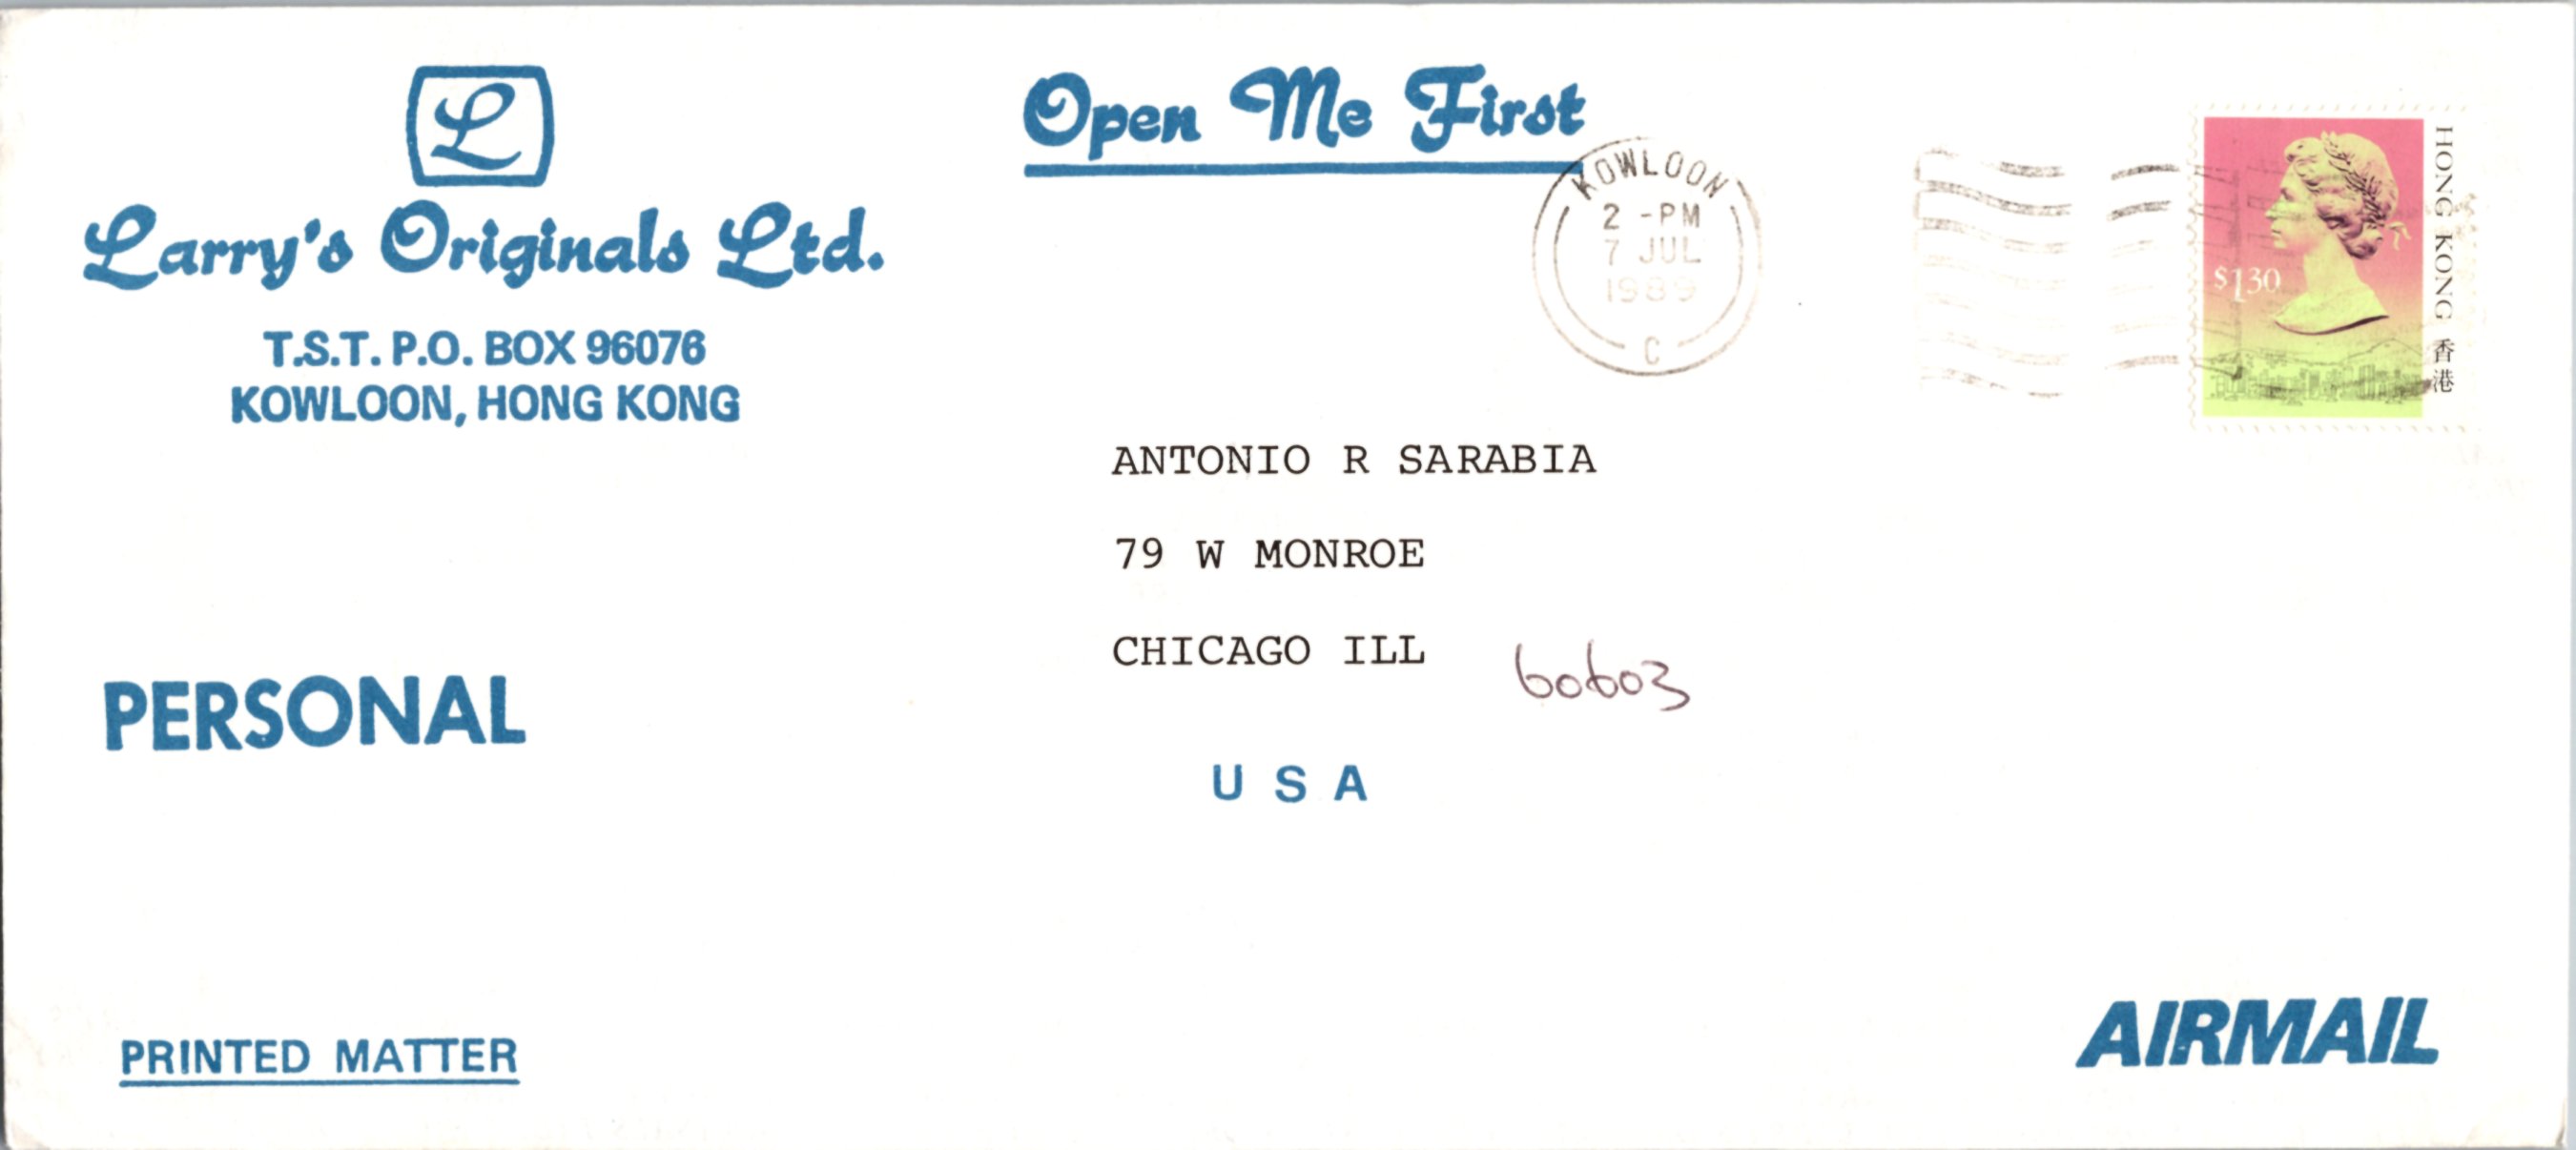 L
Larry's Originals Ltd.
T.S.T. P.O. BOX 96076
KOWLOON, HONG KONG
Open Me First
KOWLOON
2 -PM
7 JUL
1989
C
$1.30
HONG KONG 香港
ANTONIO R SARABIA
79 W MONROE
CHICAGO ILL 60603
U S A
PERSONAL
PRINTED MATTER
AIRMAIL